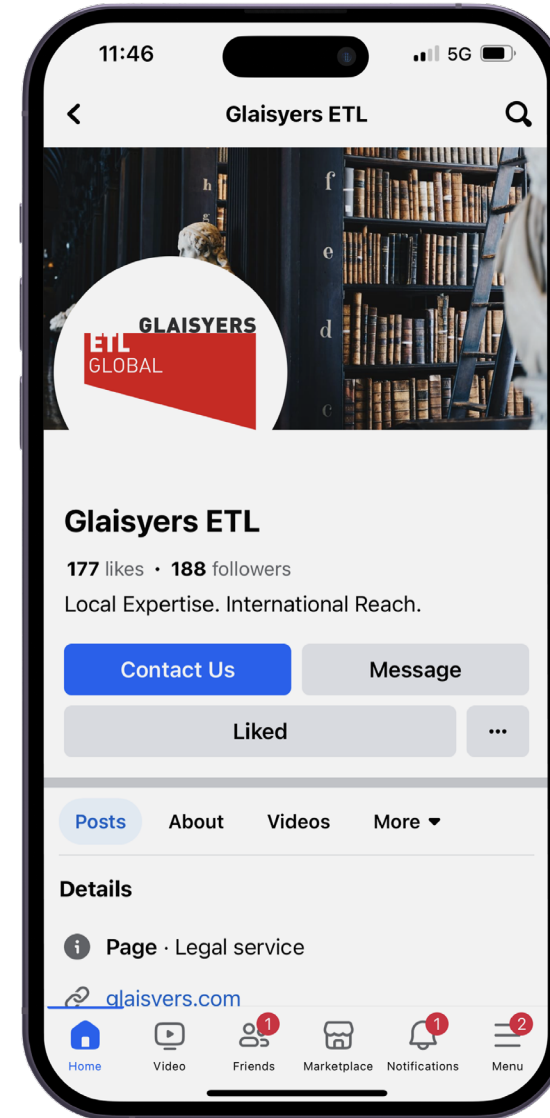 11:46
5G
Glaisyers ETL
h
g
f
e
d
c
GLAISYERS
ETL
GLOBAL
Glaisyers ETL
177 likes · 188 followers
Local Expertise. International Reach.
Contact Us
Message
Liked
Posts
About
Videos
More
Details
Page · Legal service
glaisyers.com
1
1
2
Home
Video
Friends
Marketplace
Notifications
Menu